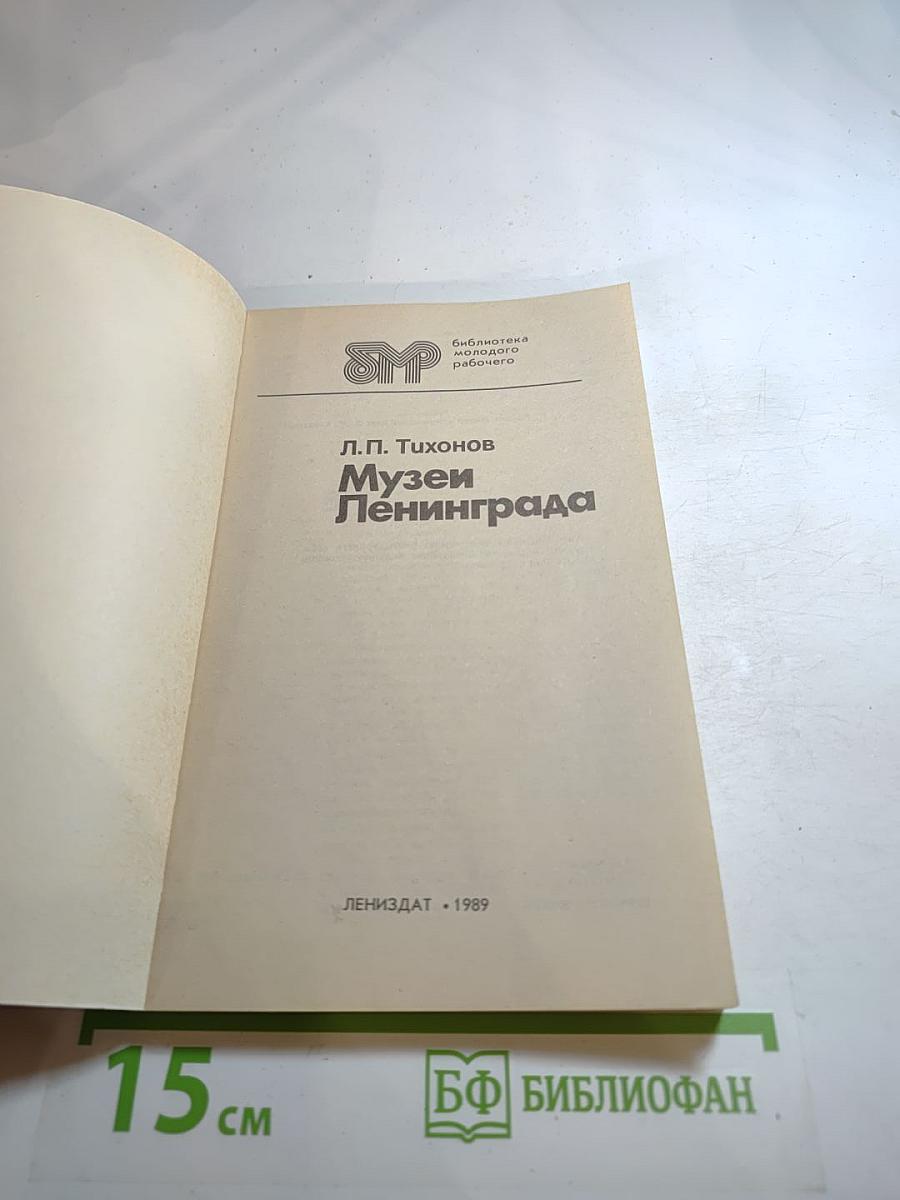 бмр
библиотека
молодого
рабочего
Л.П. Тихонов
Музеи
Ленинграда
ЛЕНИЗДАТ • 1989
15 см
БФ БИБЛИОФАН